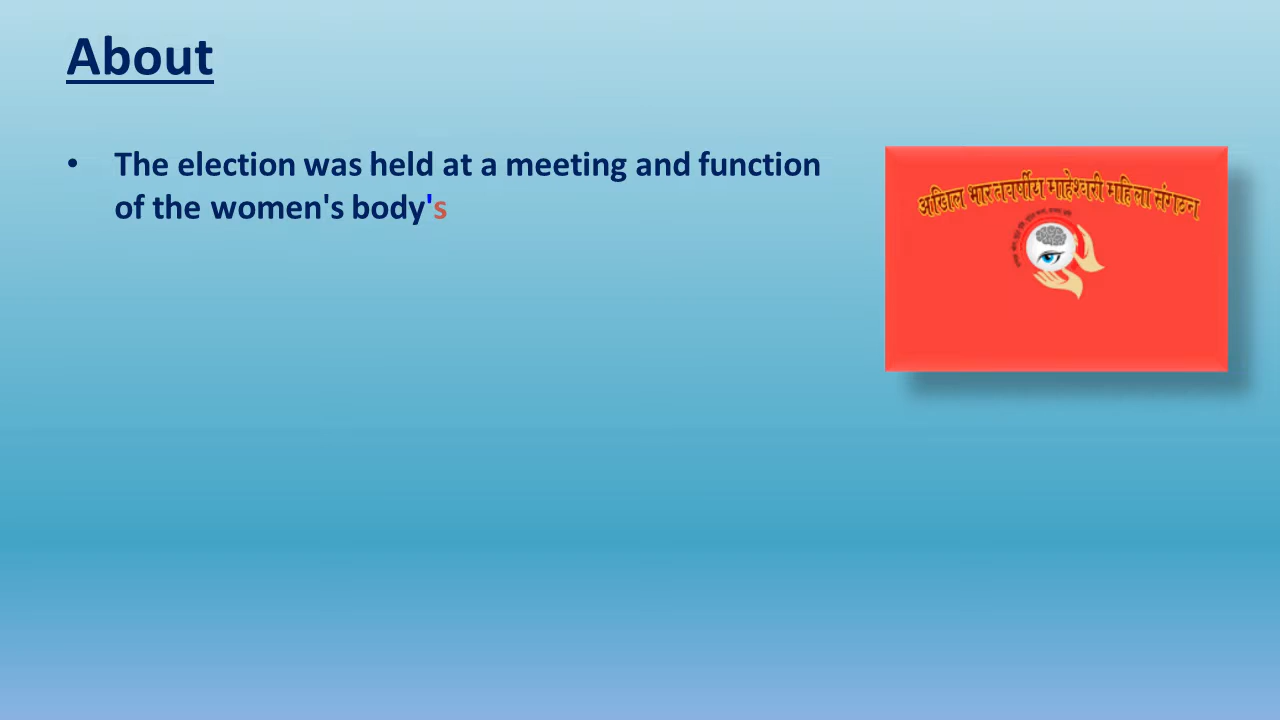 About
• The election was held at a meeting and function
of the women's body's
अखिल भारतवर्षीय माहेश्वरी महिला संगठन